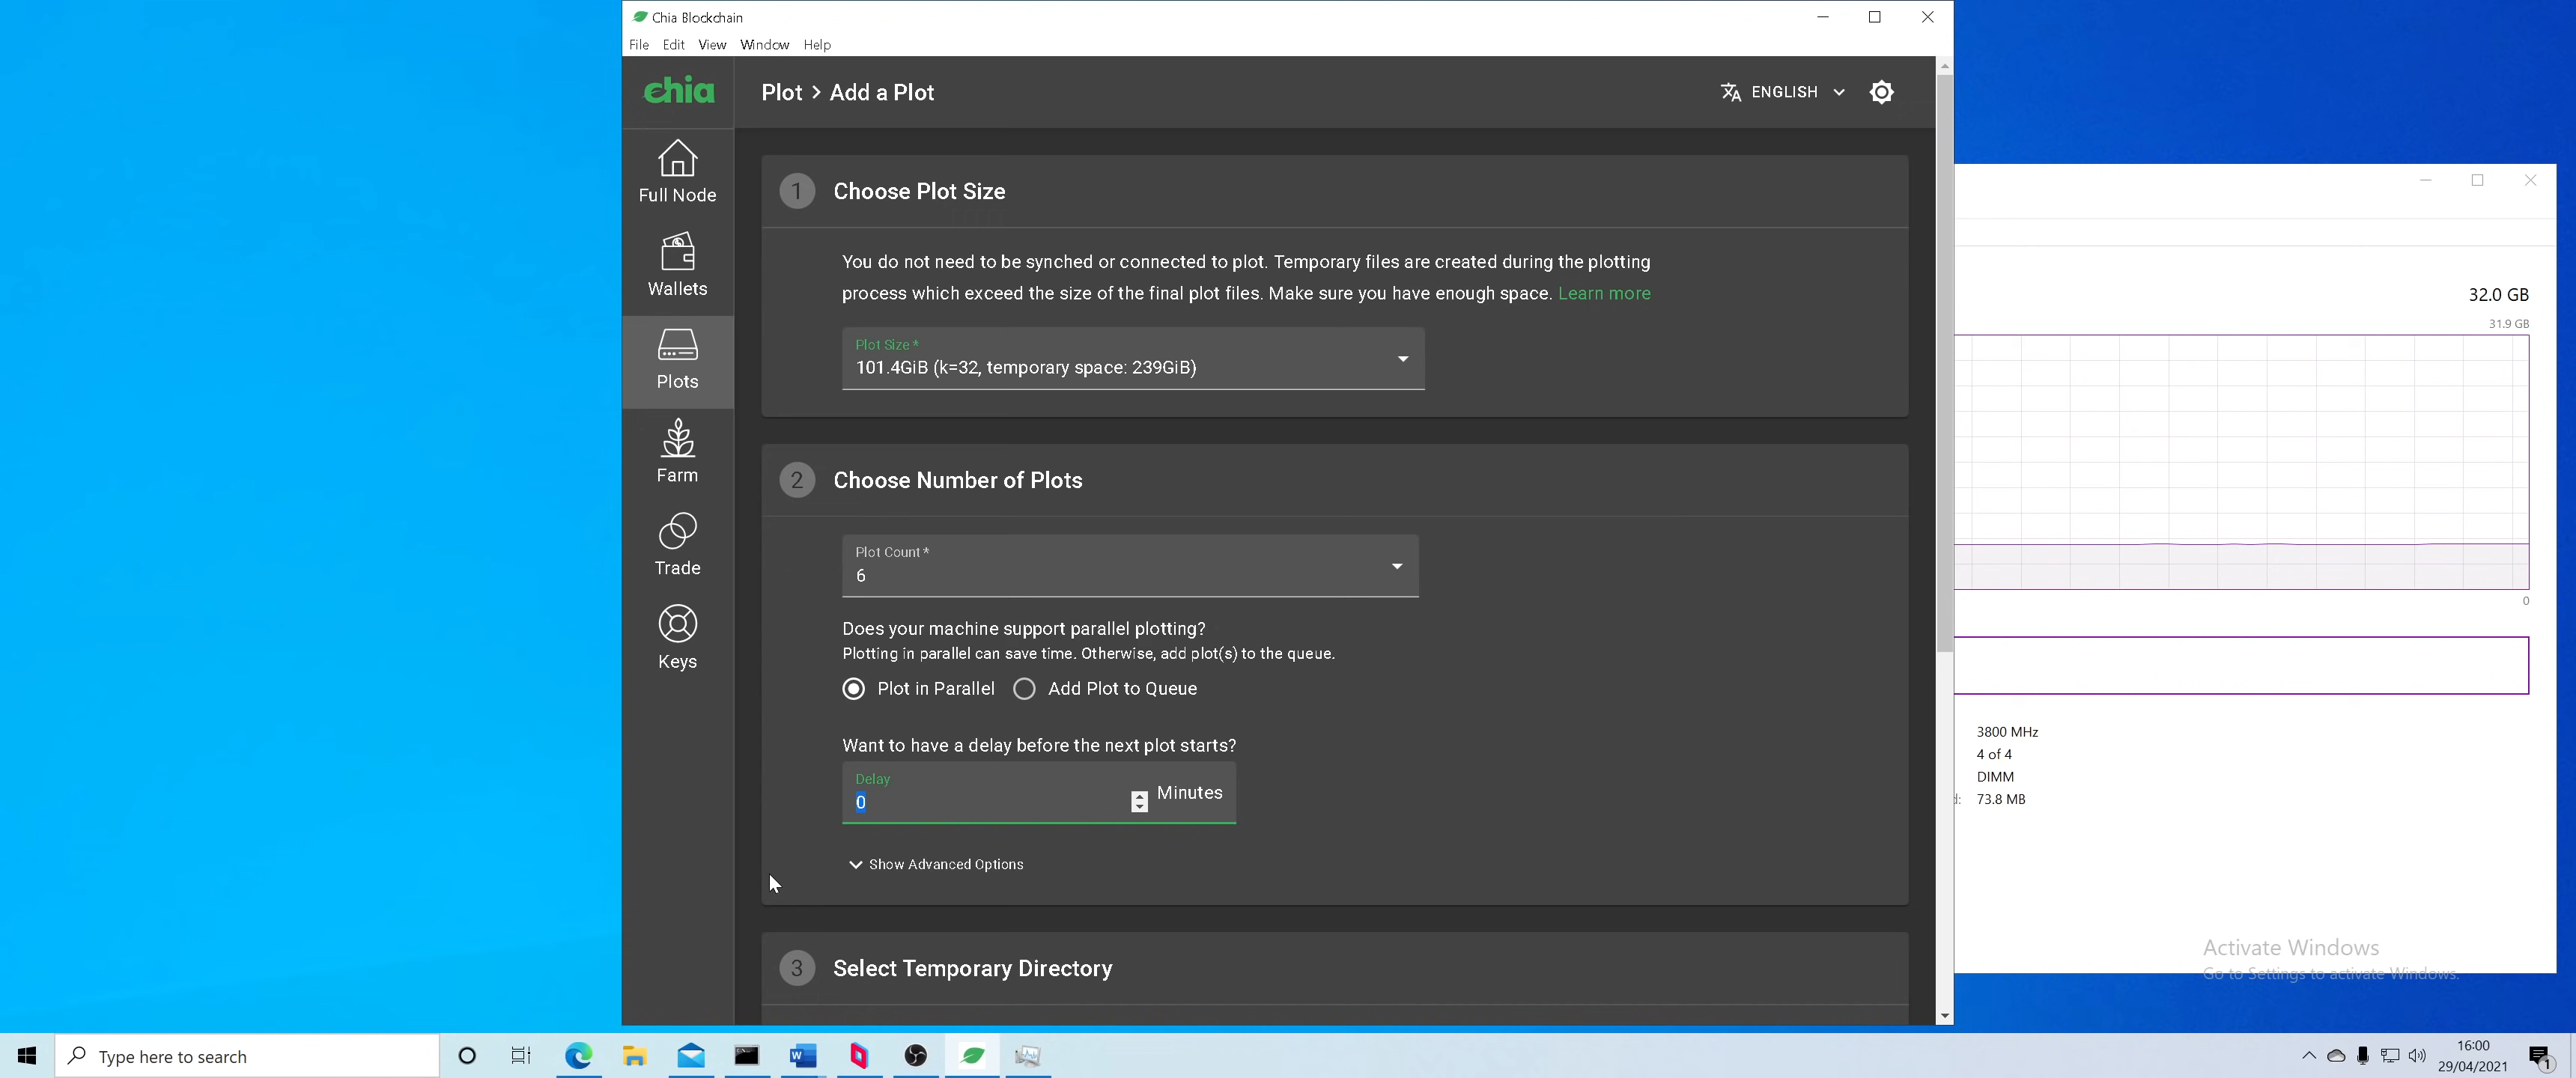 Chia Blockchain
File Edit View Window Help
chia
Plot > Add a Plot
ENGLISH
Full Node
Wallets
Plots
Farm
Trade
Keys
1 Choose Plot Size
You do not need to be synched or connected to plot. Temporary files are created during the plotting
process which exceed the size of the final plot files. Make sure you have enough space. Learn more
Plot Size *
101.4GiB (k=32, temporary space: 239GiB)
2 Choose Number of Plots
Plot Count *
6
Does your machine support parallel plotting?
Plotting in parallel can save time. Otherwise, add plot(s) to the queue.
Plot in Parallel Add Plot to Queue
Want to have a delay before the next plot starts?
Delay
0 Minutes
Show Advanced Options
3 Select Temporary Directory
32.0 GB
31.9 GB
0
3800 MHz
4 of 4
DIMM
d: 73.8 MB
Activate Windows
Go to Settings to activate Windows.
Type here to search
16:00
29/04/2021
1